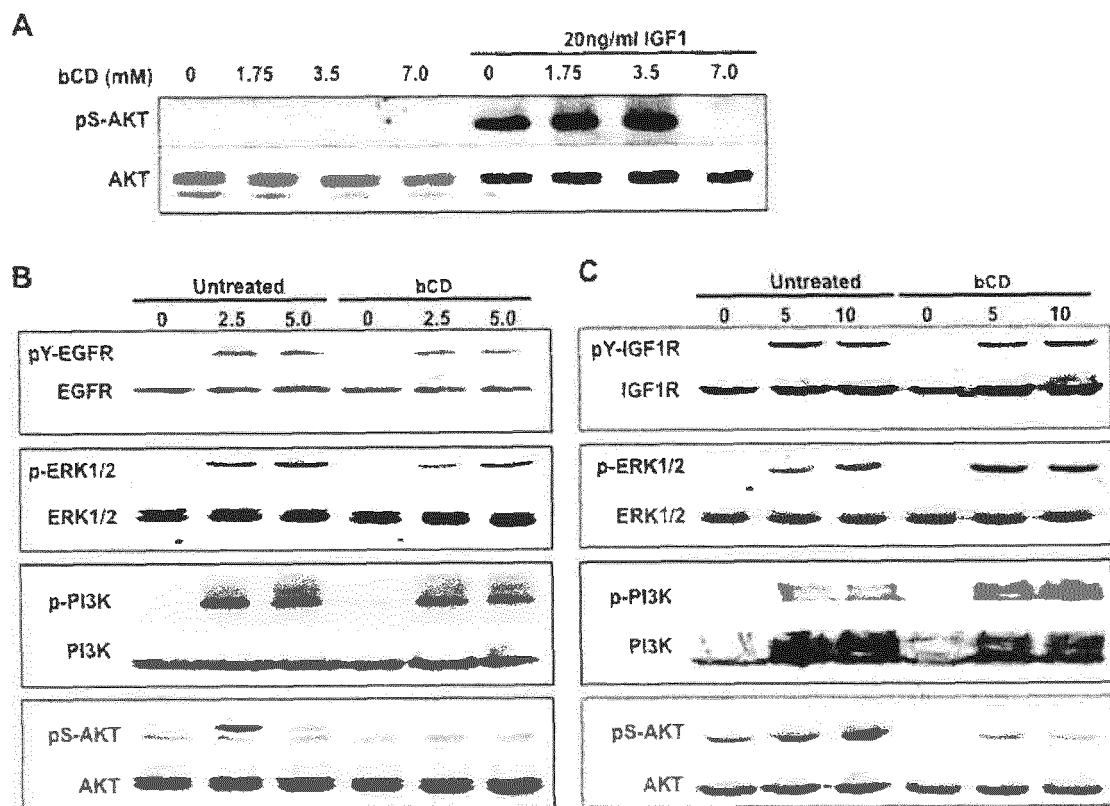 A
20ng/ml IGF1
bCD (mM) 0 1.75 3.5 7.0 0 1.75 3.5 7.0
pS-AKT
AKT
B
Untreated bCD
0 2.5 5.0 0 2.5 5.0
pY-EGFR
EGFR
p-ERK1/2
ERK1/2
p-PI3K
PI3K
pS-AKT
AKT
C
Untreated bCD
0 5 10 0 5 10
pY-IGF1R
IGF1R
p-ERK1/2
ERK1/2
p-PI3K
PI3K
pS-AKT
AKT